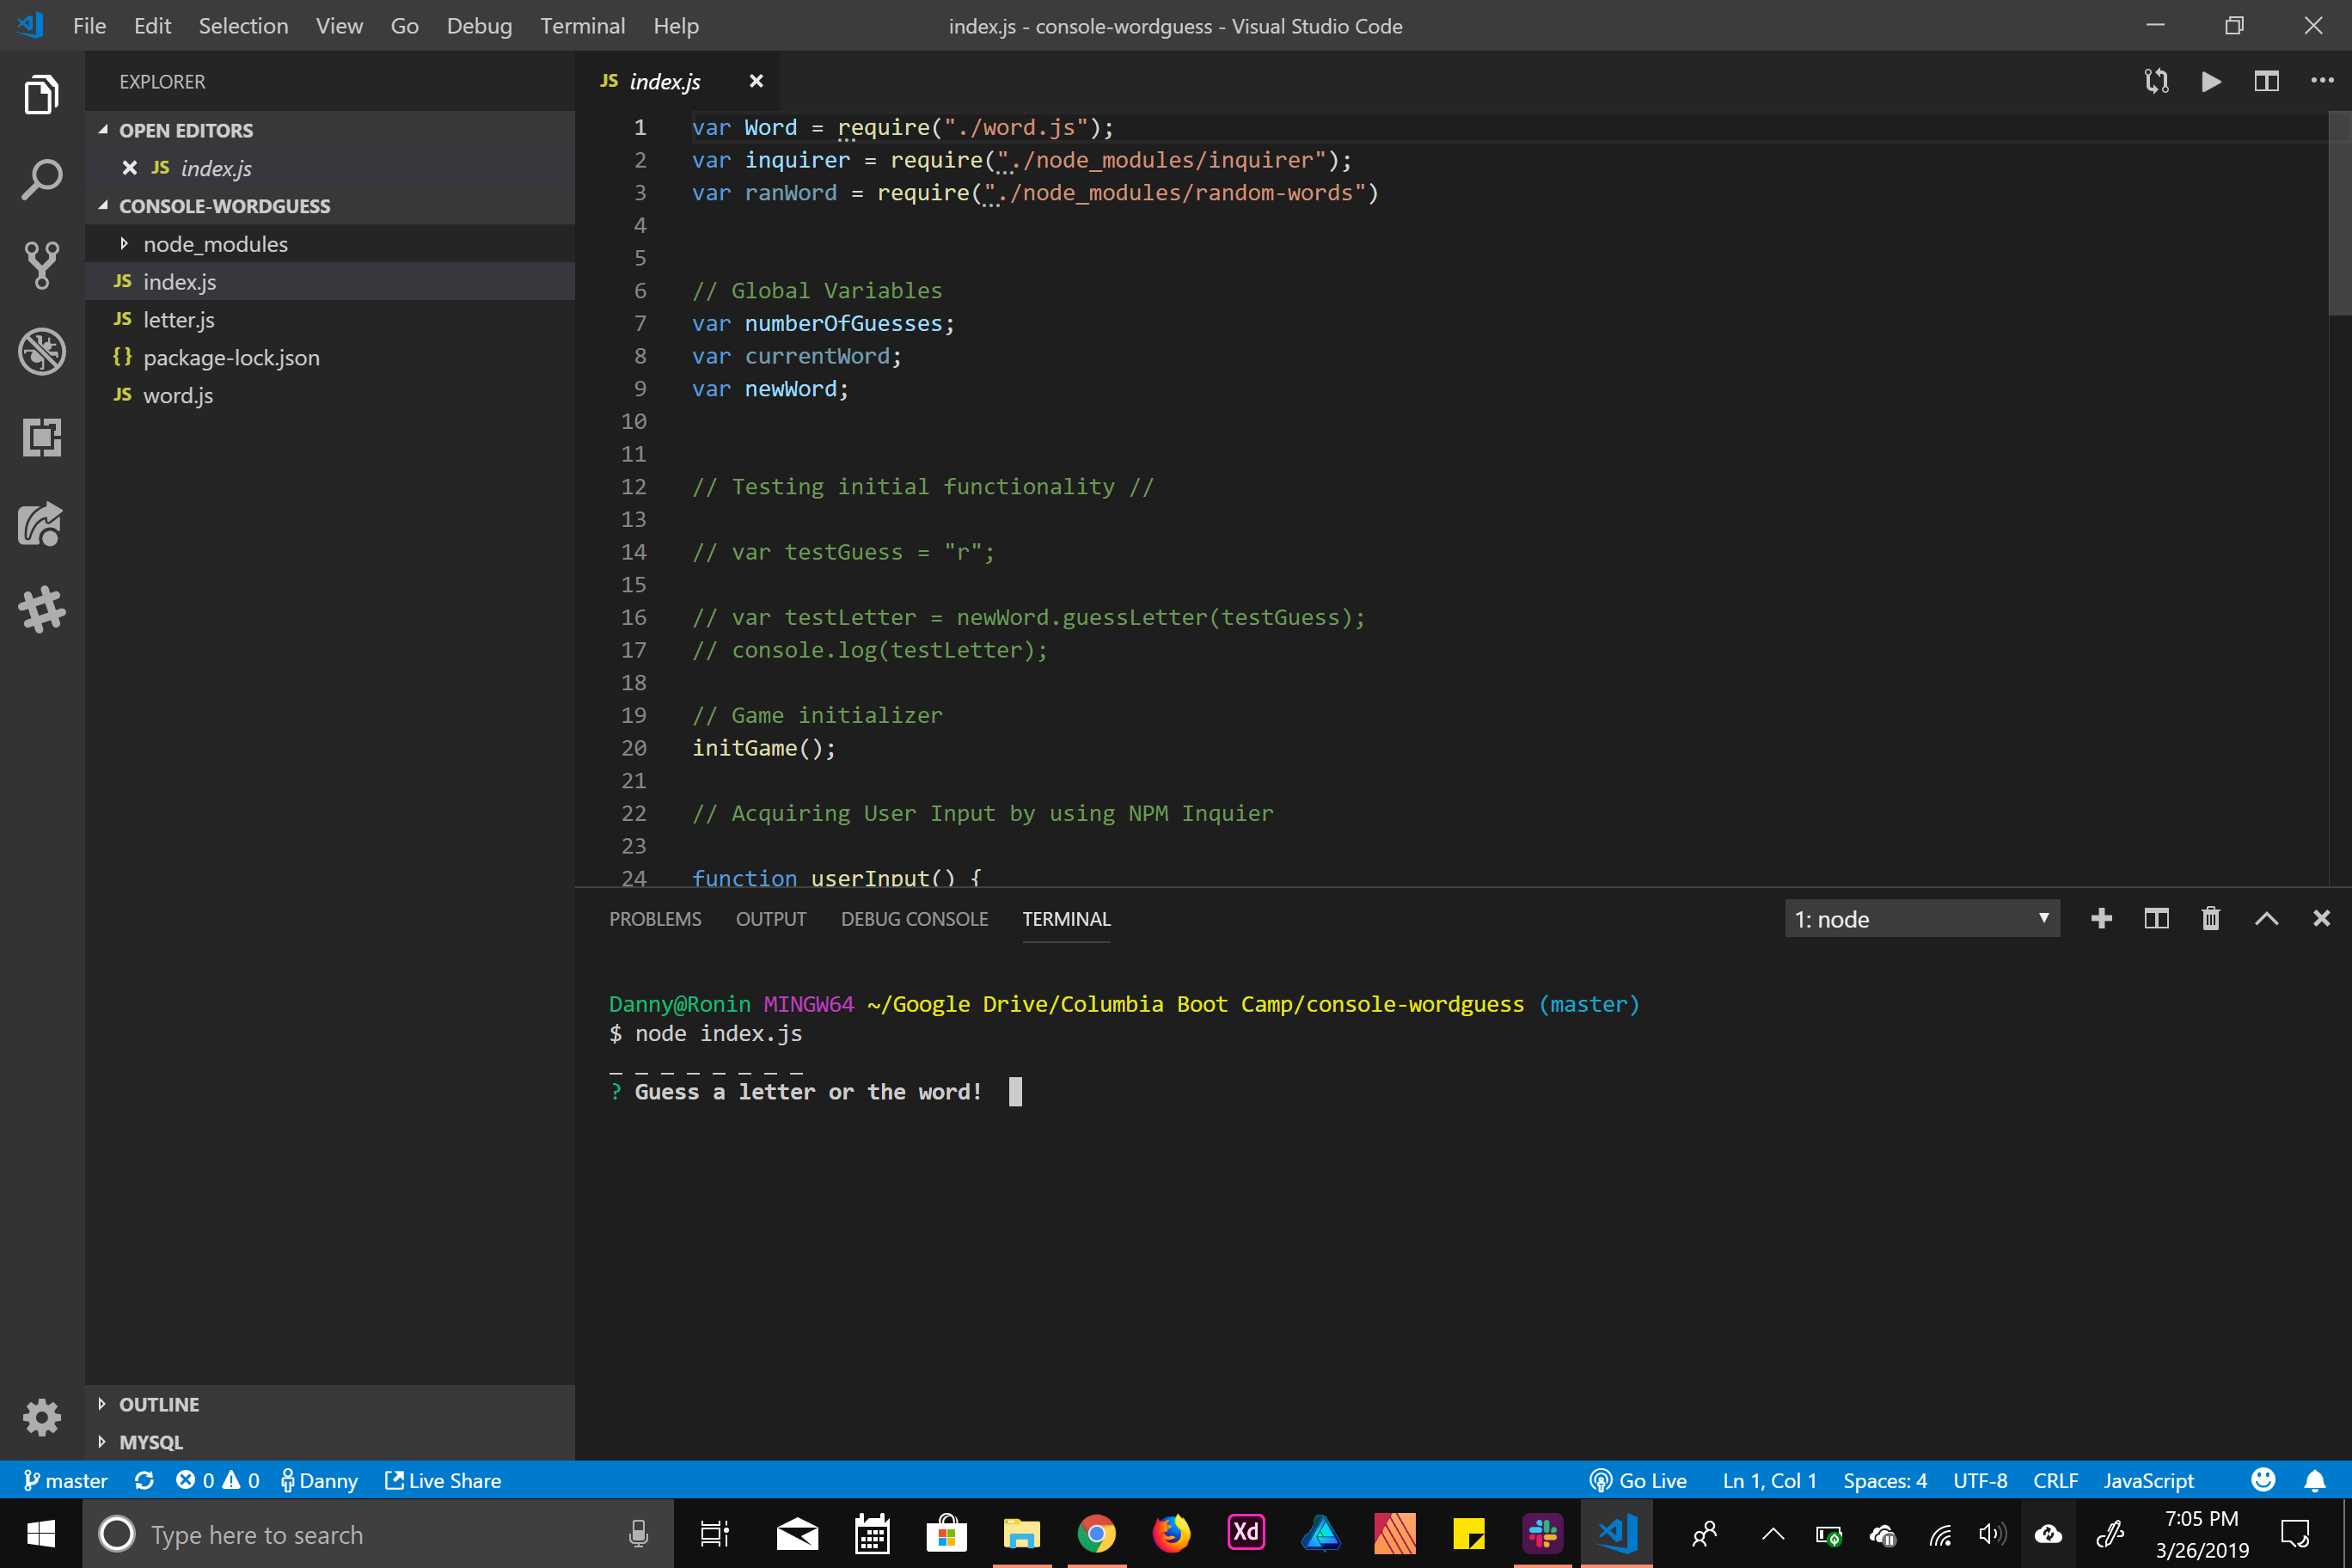 File Edit Selection View Go Debug Terminal Help
index.js - console-wordguess - Visual Studio Code
EXPLORER
OPEN EDITORS
JS index.js
CONSOLE-WORDGUESS
node_modules
JS index.js
JS letter.js
{} package-lock.json
JS word.js
OUTLINE
MYSQL
JS index.js
1 var Word = require("./word.js");
2 var inquirer = require("./node_modules/inquirer");
3 var ranWord = require("./node_modules/random-words")
4
5
6 // Global Variables
7 var numberOfGuesses;
8 var currentWord;
9 var newWord;
10
11
12 // Testing initial functionality //
13
14 // var testGuess = "r";
15
16 // var testLetter = newWord.guessLetter(testGuess);
17 // console.log(testLetter);
18
19 // Game initializer
20 initGame();
21
22 // Acquiring User Input by using NPM Inquier
23
24 function userInput() {
PROBLEMS OUTPUT DEBUG CONSOLE TERMINAL
1: node
Danny@Ronin MINGW64 ~/Google Drive/Columbia Boot Camp/console-wordguess (master)
$ node index.js
_ _ _ _ _ _ _ _
? Guess a letter or the word!
master 0 0 Danny Live Share
Go Live Ln 1, Col 1 Spaces: 4 UTF-8 CRLF JavaScript
Type here to search
Xd
7:05 PM
3/26/2019